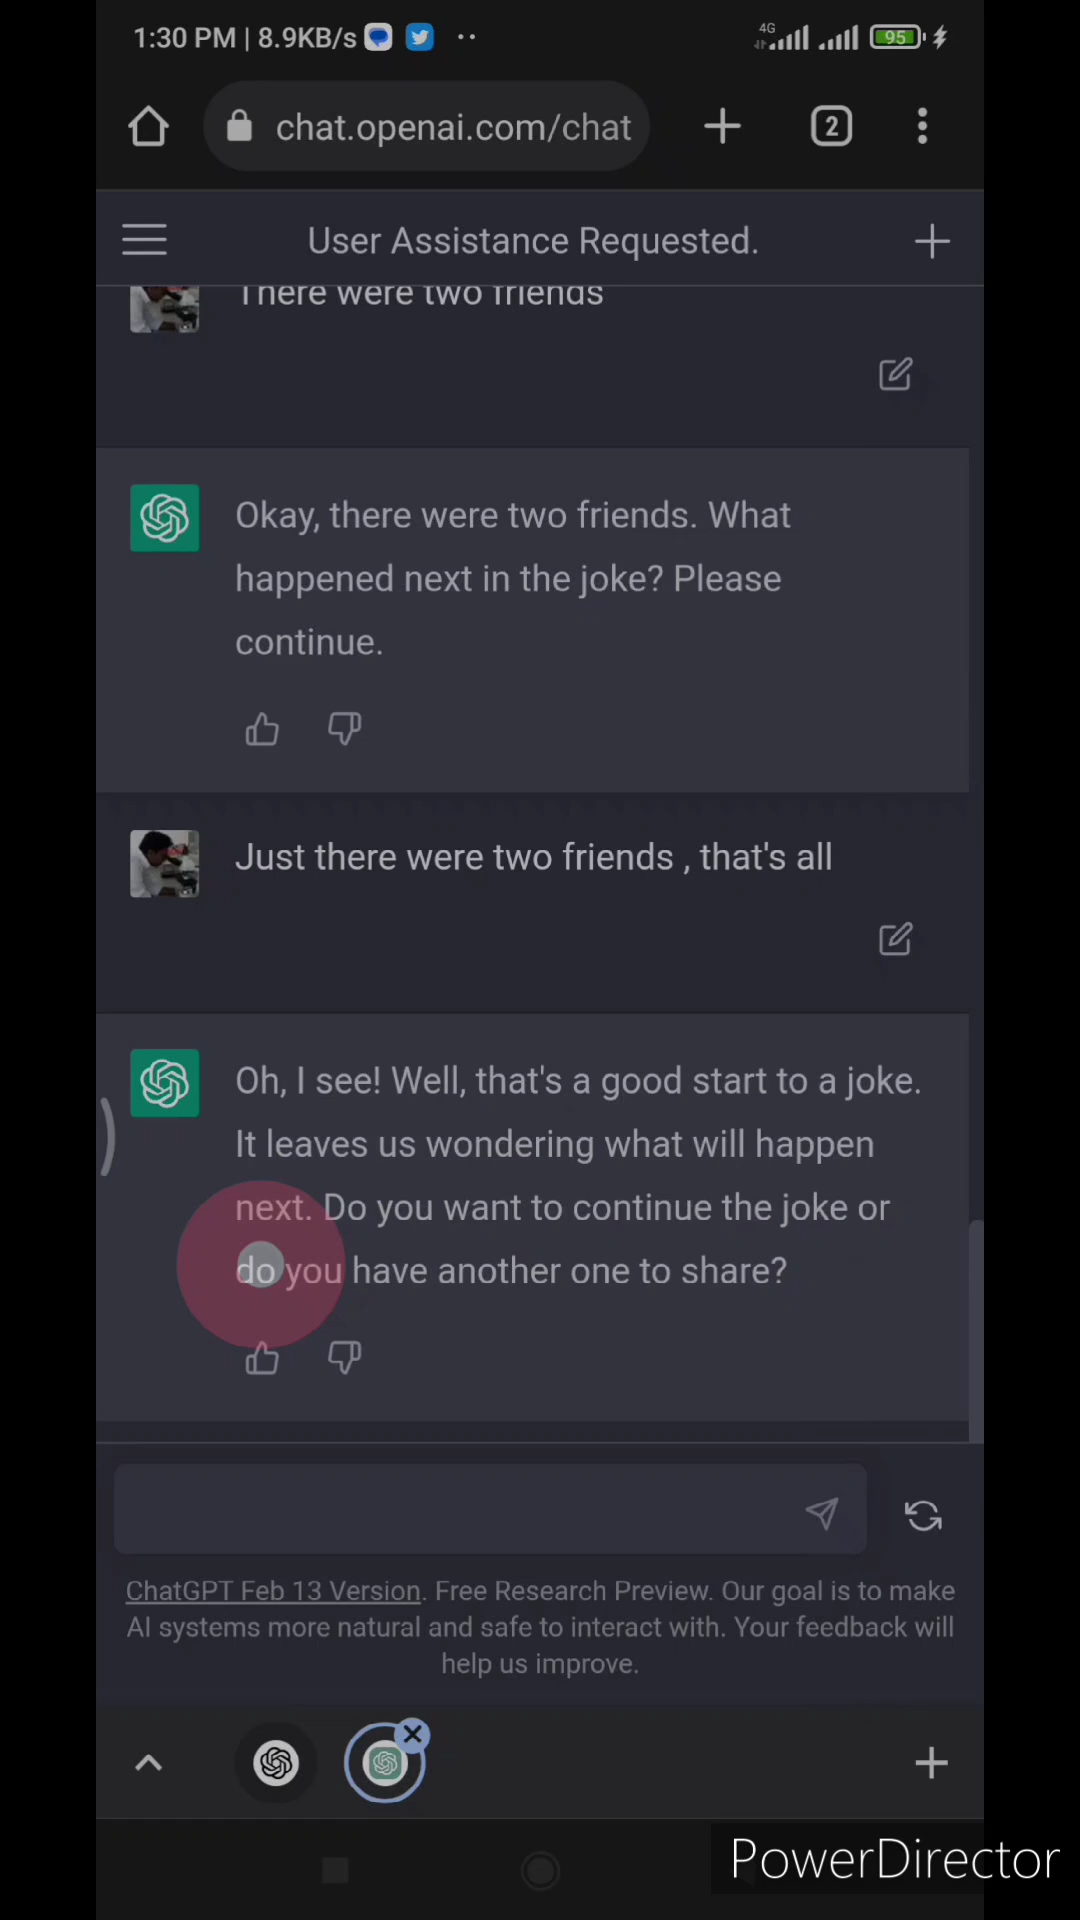 1:30 PM | 8.9KB/s
4G
95
chat.openai.com/chat
2
User Assistance Requested.
There were two friends
Okay, there were two friends. What
happened next in the joke? Please
continue.
Just there were two friends , that's all
Oh, I see! Well, that's a good start to a joke.
It leaves us wondering what will happen
next. Do you want to continue the joke or
do you have another one to share?
ChatGPT Feb 13 Version. Free Research Preview. Our goal is to make
AI systems more natural and safe to interact with. Your feedback will
help us improve.
PowerDirector